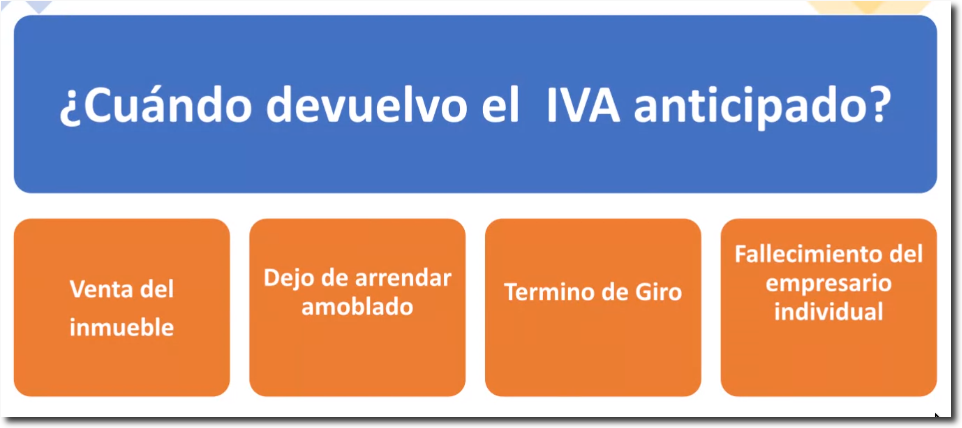 ¿Cuándo devuelvo el IVA anticipado?
Venta del
inmueble
Dejo de arrendar
amoblado
Termino de Giro
Fallecimiento del
empresario
individual